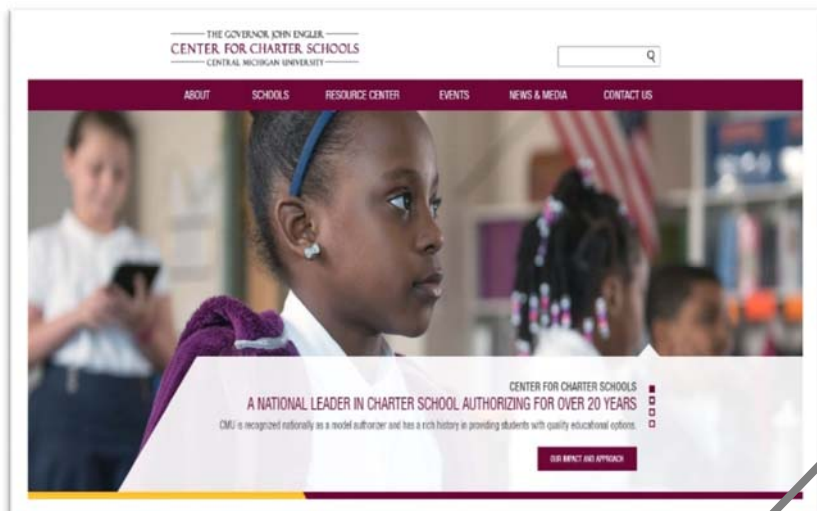 THE GOVERNOR JOHN ENGLER
CENTER FOR CHARTER SCHOOLS
CENTRAL MICHIGAN UNIVERSITY
ABOUT SCHOOLS RESOURCE CENTER EVENTS NEWS & MEDIA CONTACT US
CENTER FOR CHARTER SCHOOLS
A NATIONAL LEADER IN CHARTER SCHOOL AUTHORIZING FOR OVER 20 YEARS
CMU is recognized nationally as a model authorizer and has a rich history in providing students with quality educational options.
OUR IMPACT AND APPROACH